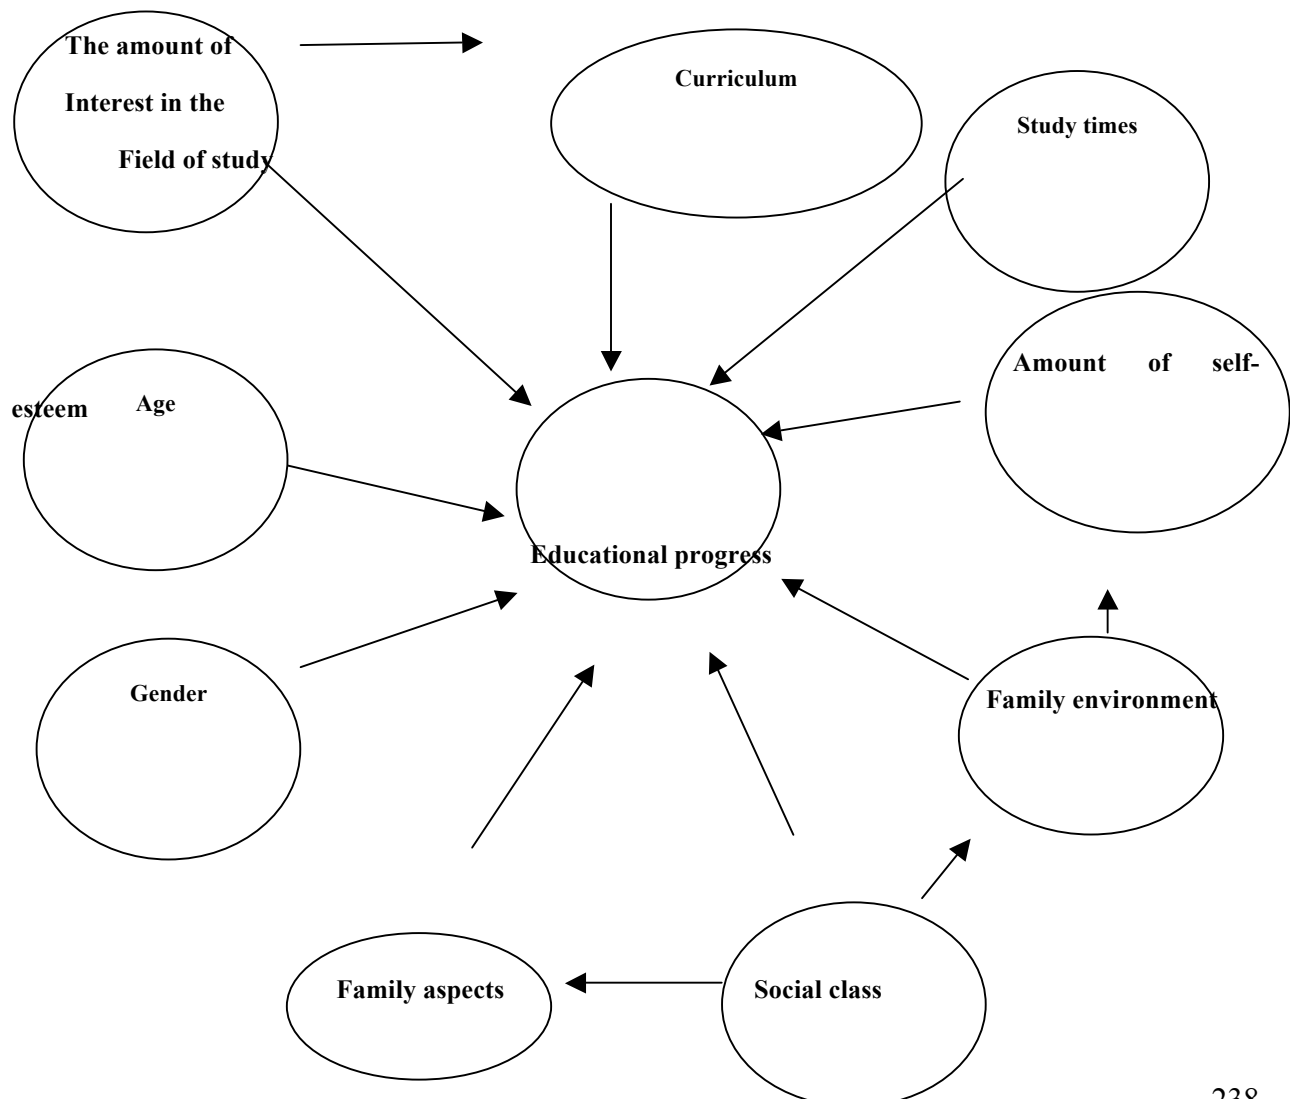 The amount of
Interest in the
Field of study
Curriculum
Study times
Amount of self-
esteem
Age
Educational progress
Gender
Family environment
Family aspects
Social class
238